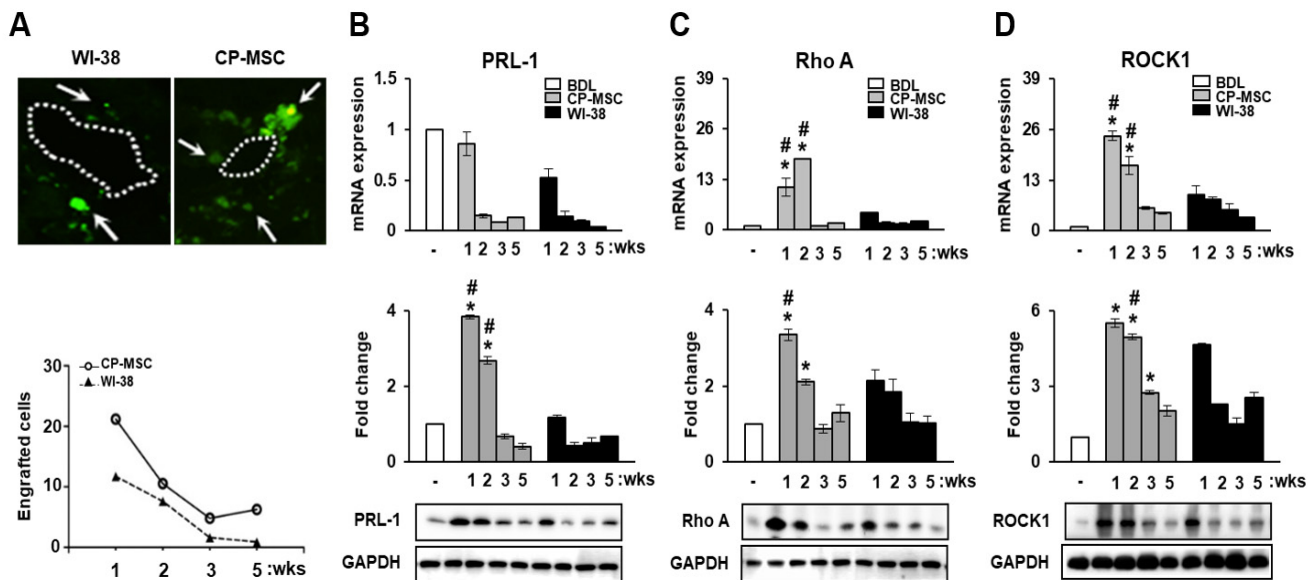 A
WI-38 CP-MSC
Engrafted cells
30
20
10
0
CP-MSC
WI-38
1 2 3 5 :wks
B
PRL-1
BDL
CP-MSC
WI-38
mRNA expression
1.5
1
0.5
0
- 1 2 3 5 1 2 3 5 :wks
Fold change
4
2
0
# #
* *
- 1 2 3 5 1 2 3 5 :wks
PRL-1
GAPDH
C
Rho A
BDL
CP-MSC
WI-38
mRNA expression
39
26
13
0
# #
* *
- 1 2 3 5 1 2 3 5 :wks
Fold change
4
2
0
#
* *
- 1 2 3 5 1 2 3 5 :wks
Rho A
GAPDH
D
ROCK1
BDL
CP-MSC
WI-38
mRNA expression
39
26
13
0
# #
* *
- 1 2 3 5 1 2 3 5 :wks
Fold change
6
3
0
#
* * *
- 1 2 3 5 1 2 3 5 :wks
ROCK1
GAPDH